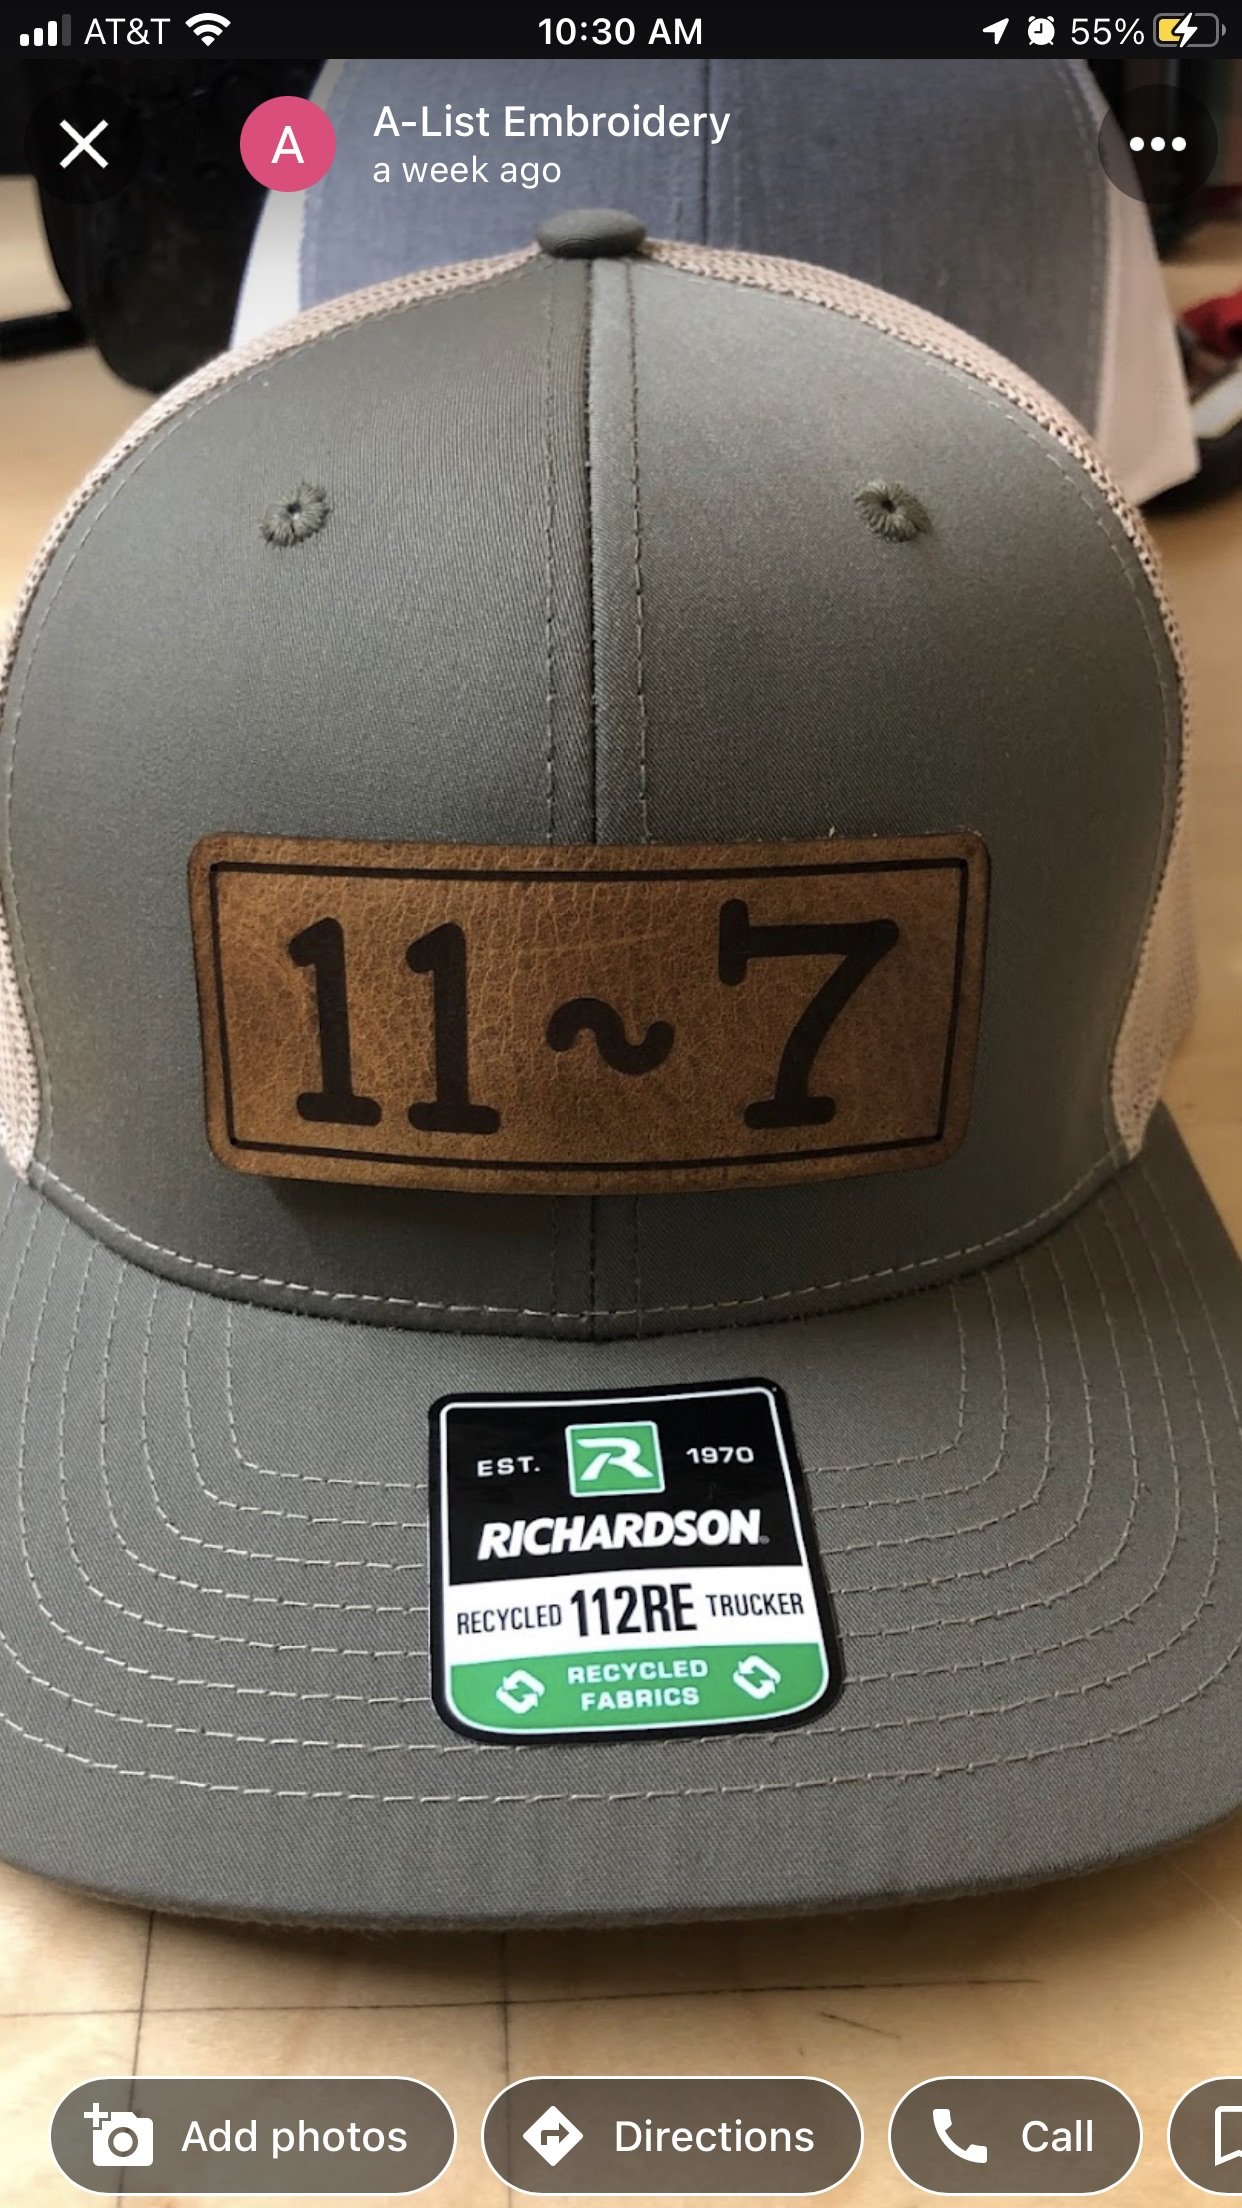 AT&T 10:30 AM 55%
A A-List Embroidery
a week ago
11~7
EST. R 1970
RICHARDSON®
RECYCLED 112RE TRUCKER
RECYCLED
FABRICS
Add photos Directions Call